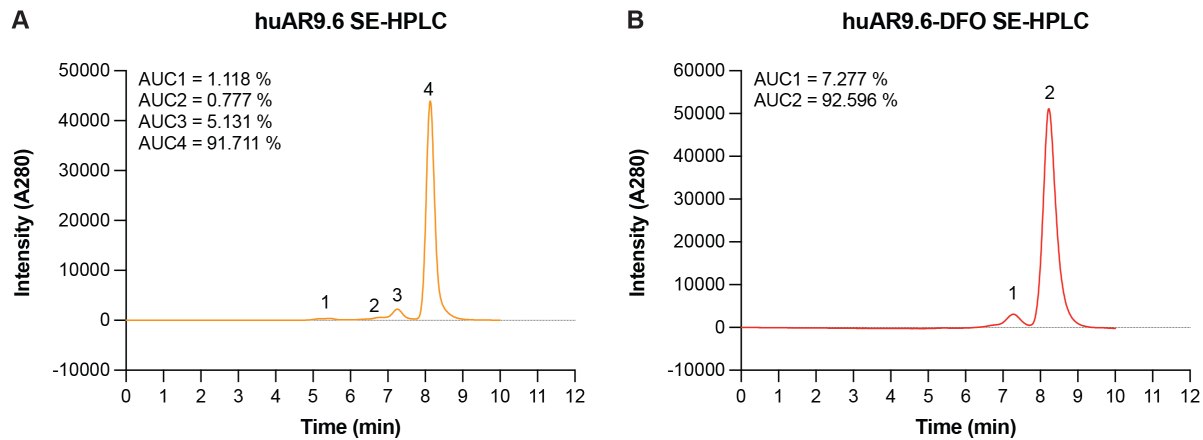 A
huAR9.6 SE-HPLC
AUC1 = 1.118 %
AUC2 = 0.777 %
AUC3 = 5.131 %
AUC4 = 91.711 %
50000
40000
30000
20000
10000
0
-10000
Intensity (A280)
1
2
3
4
0 1 2 3 4 5 6 7 8 9 10 11 12
Time (min)
B
huAR9.6-DFO SE-HPLC
AUC1 = 7.277 %
AUC2 = 92.596 %
60000
50000
40000
30000
20000
10000
0
-10000
Intensity (A280)
1
2
0 1 2 3 4 5 6 7 8 9 10 11 12
Time (min)